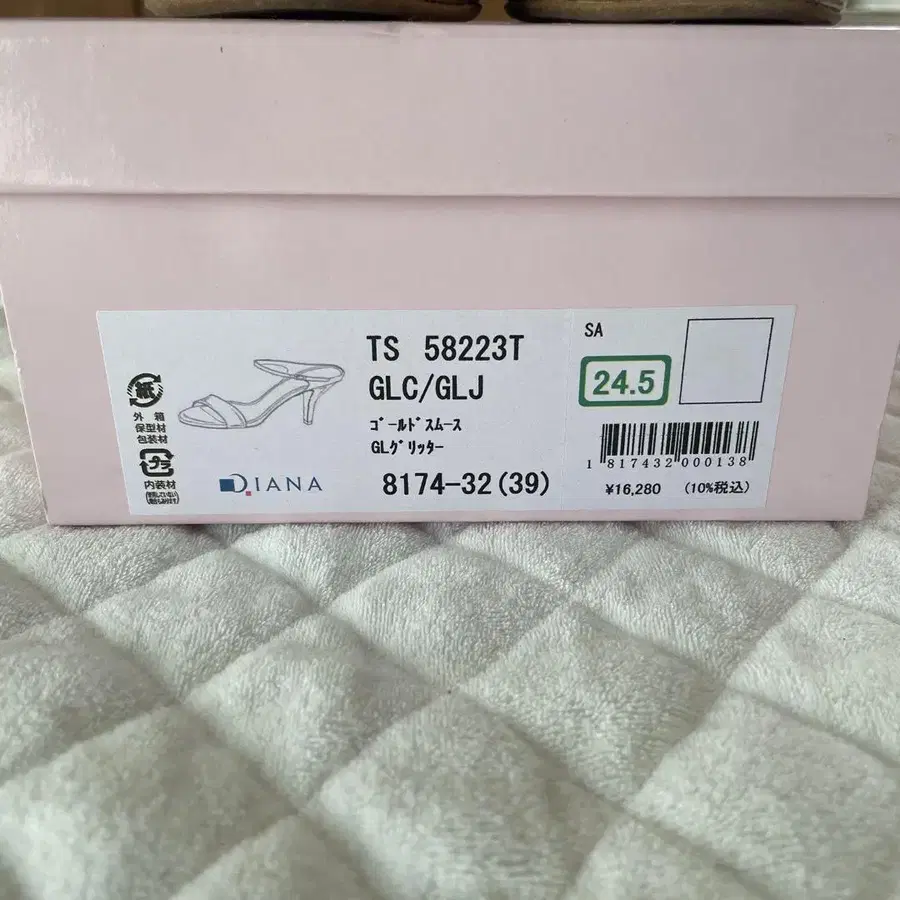 紙
外箱
保型材
包装材
プラ
内装材
DIANA
TS 58223T
GLC/GLJ
ｺﾞｰﾙﾄﾞｽﾑｰｽ
GLｸﾞﾘｯﾀｰ
8174-32(39)
SA
24.5
1 817432 000138
¥16,280 (10%税込)